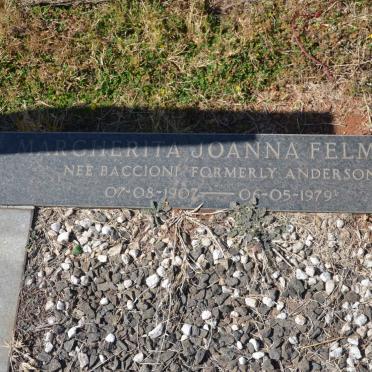 MARGHERITA JOANNA FELM
NEE BACCIONI FORMERLY ANDERSON
07-08-1907 — 06-05-1979